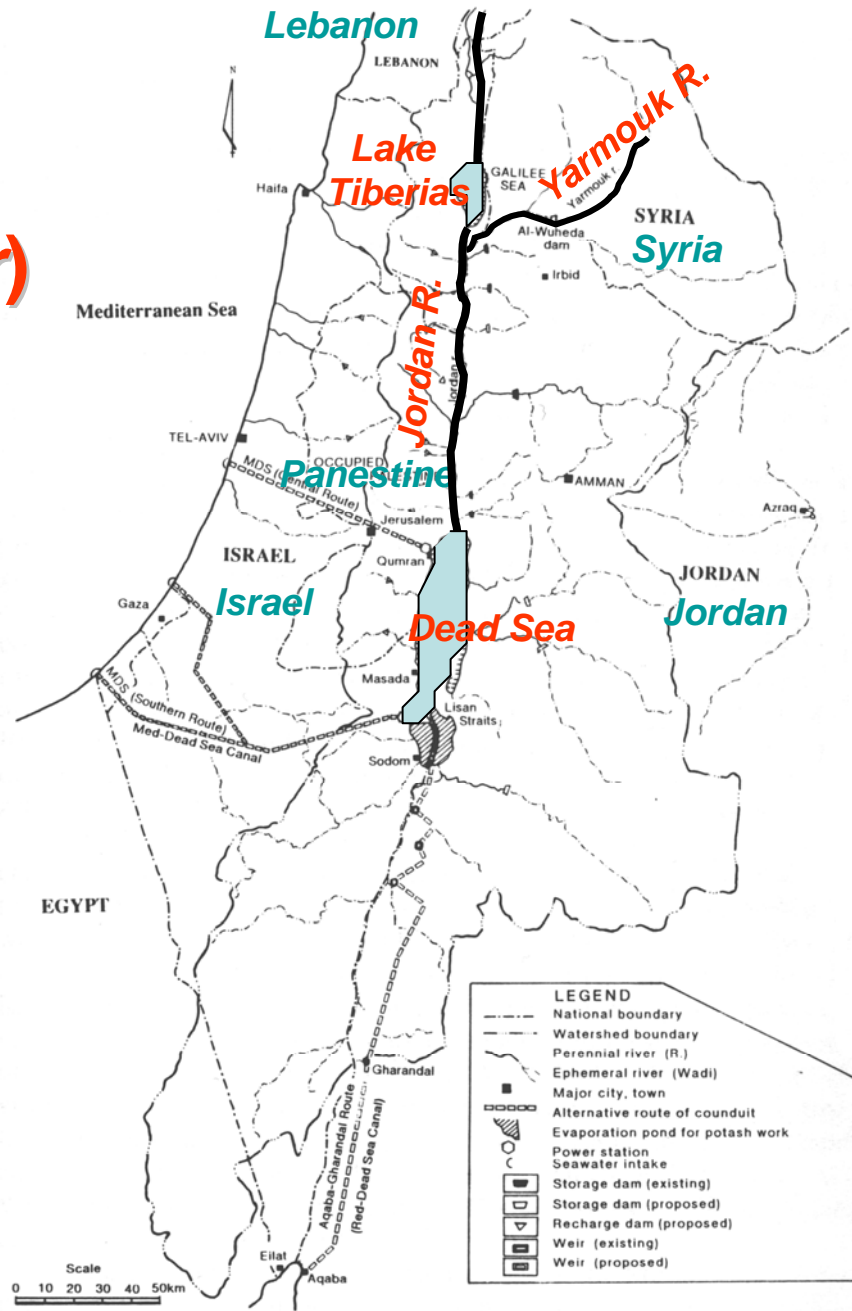 Lebanon
LEBANON
N
Yarmouk R.
Lake
Tiberias
GALILEE
SEA
Yarmouk r.
Haifa
SYRIA
Al-Wuheda
dam
Syria
r)
Irbid
Mediterranean Sea
Jordan R.
Jordan r.
TEL-AVIV
OCCUPIED
Panestine
MDS (Central Route)
AMMAN
Azraq
Jerusalem
ISRAEL
Qumran
JORDAN
Israel
Jordan
Gaza
Dead Sea
Masada
MDS (Southern Route)
Lisan
Straits
Med-Dead Sea Canal
Sodom
EGYPT
Gharandal
Aqaba-Gharandal Route
(Red-Dead Sea Canal)
Eilat
Aqaba
Scale
0 10 20 30 40 50km
LEGEND
National boundary
Watershed boundary
Perennial river (R.)
Ephemeral river (Wadi)
Major city, town
Alternative route of counduit
Evaporation pond for potash work
Power station
Seawater intake
Storage dam (existing)
Storage dam (proposed)
Recharge dam (proposed)
Weir (existing)
Weir (proposed)